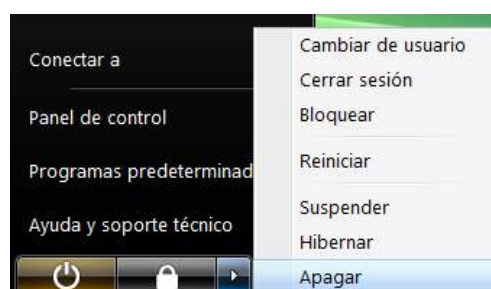 Conectar a
Panel de control
Programas predeterminad
Ayuda y soporte técnico
Cambiar de usuario
Cerrar sesión
Bloquear
Reiniciar
Suspender
Hibernar
Apagar